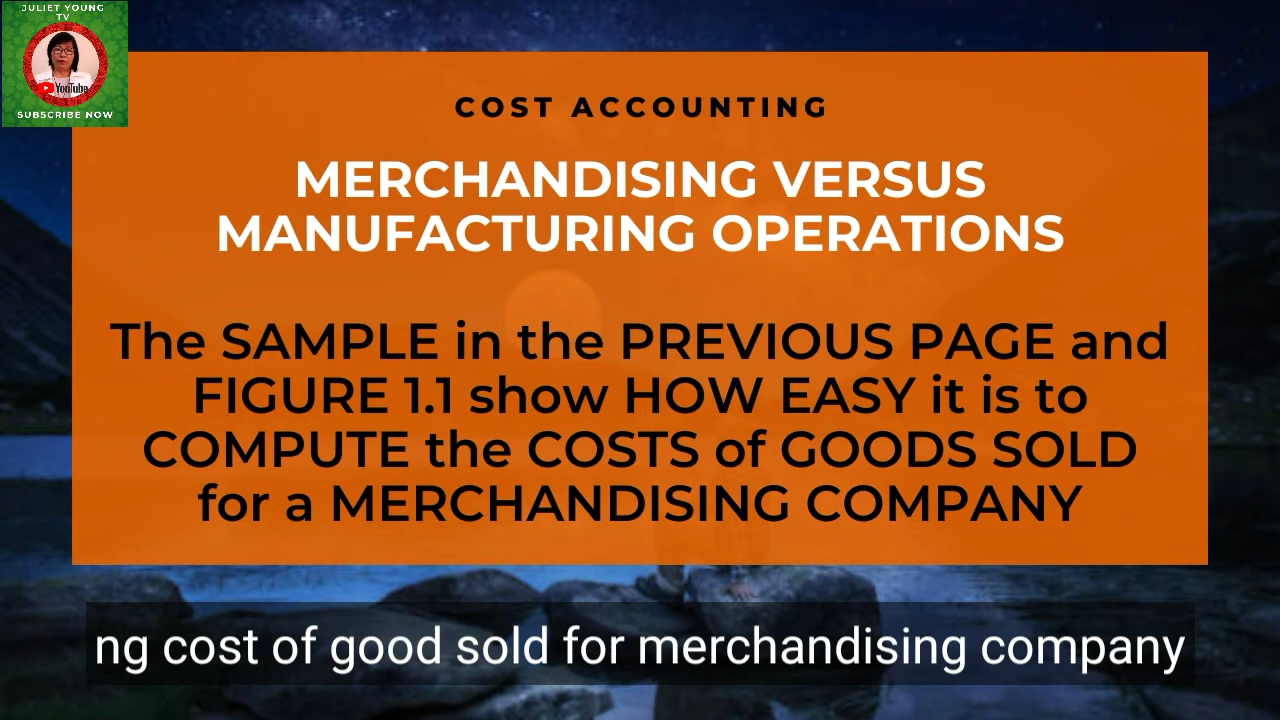 JULIET YOUNG
TV
YouTube
SUBSCRIBE NOW
COST ACCOUNTING
MERCHANDISING VERSUS
MANUFACTURING OPERATIONS
The SAMPLE in the PREVIOUS PAGE and
FIGURE 1.1 show HOW EASY it is to
COMPUTE the COSTS of GOODS SOLD
for a MERCHANDISING COMPANY
ng cost of good sold for merchandising company